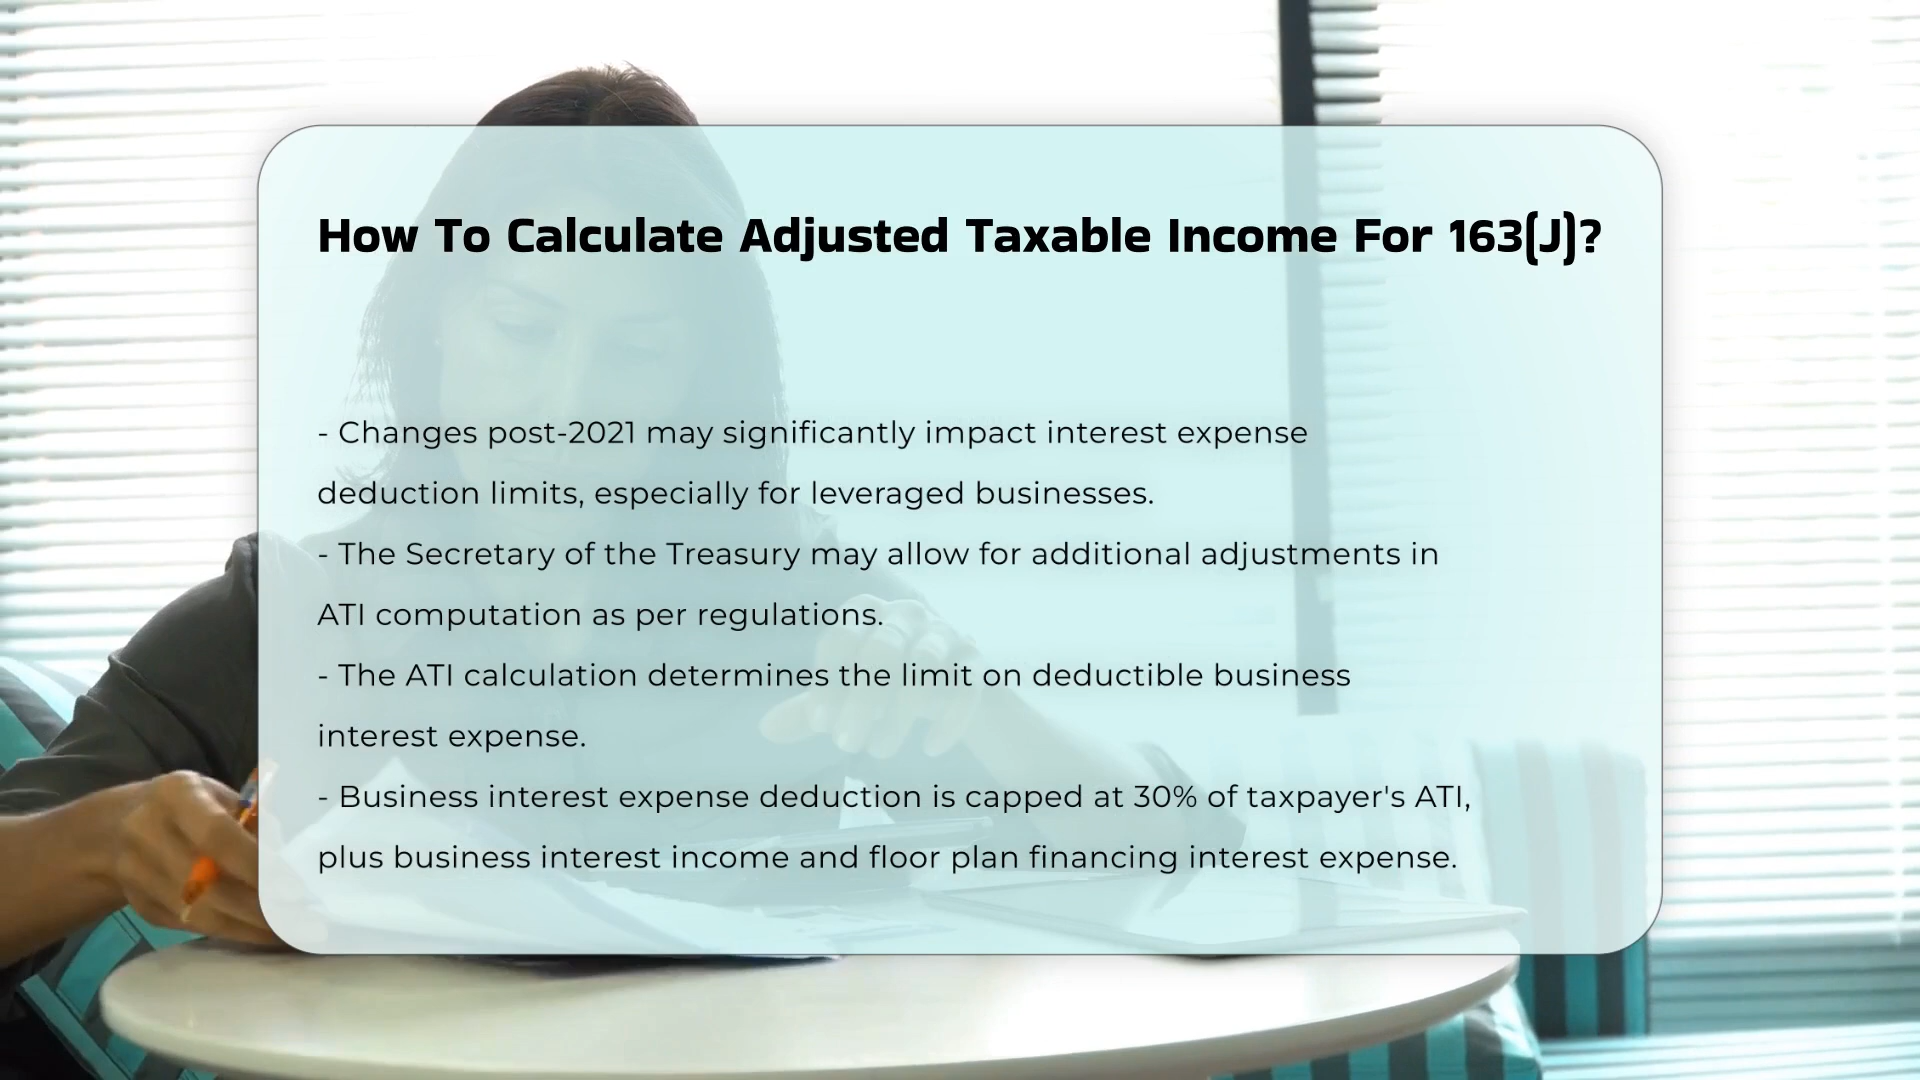 How To Calculate Adjusted Taxable Income For 163(J)?
- Changes post-2021 may significantly impact interest expense
deduction limits, especially for leveraged businesses.
- The Secretary of the Treasury may allow for additional adjustments in
ATI computation as per regulations.
- The ATI calculation determines the limit on deductible business
interest expense.
- Business interest expense deduction is capped at 30% of taxpayer's ATI,
plus business interest income and floor plan financing interest expense.